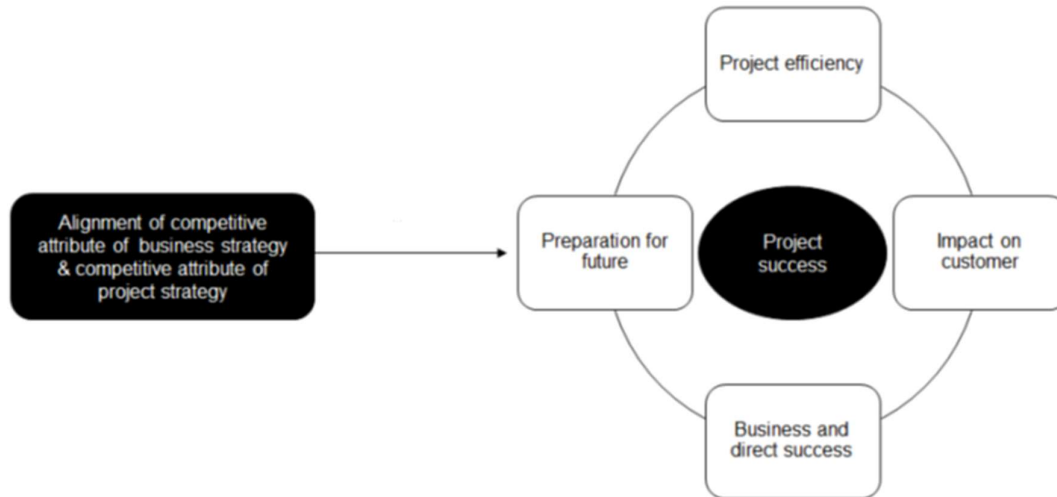 Project efficiency
Alignment of competitive
attribute of business strategy
& competitive attribute of
project strategy
Preparation for
future
Project
success
Impact on
customer
Business and
direct success